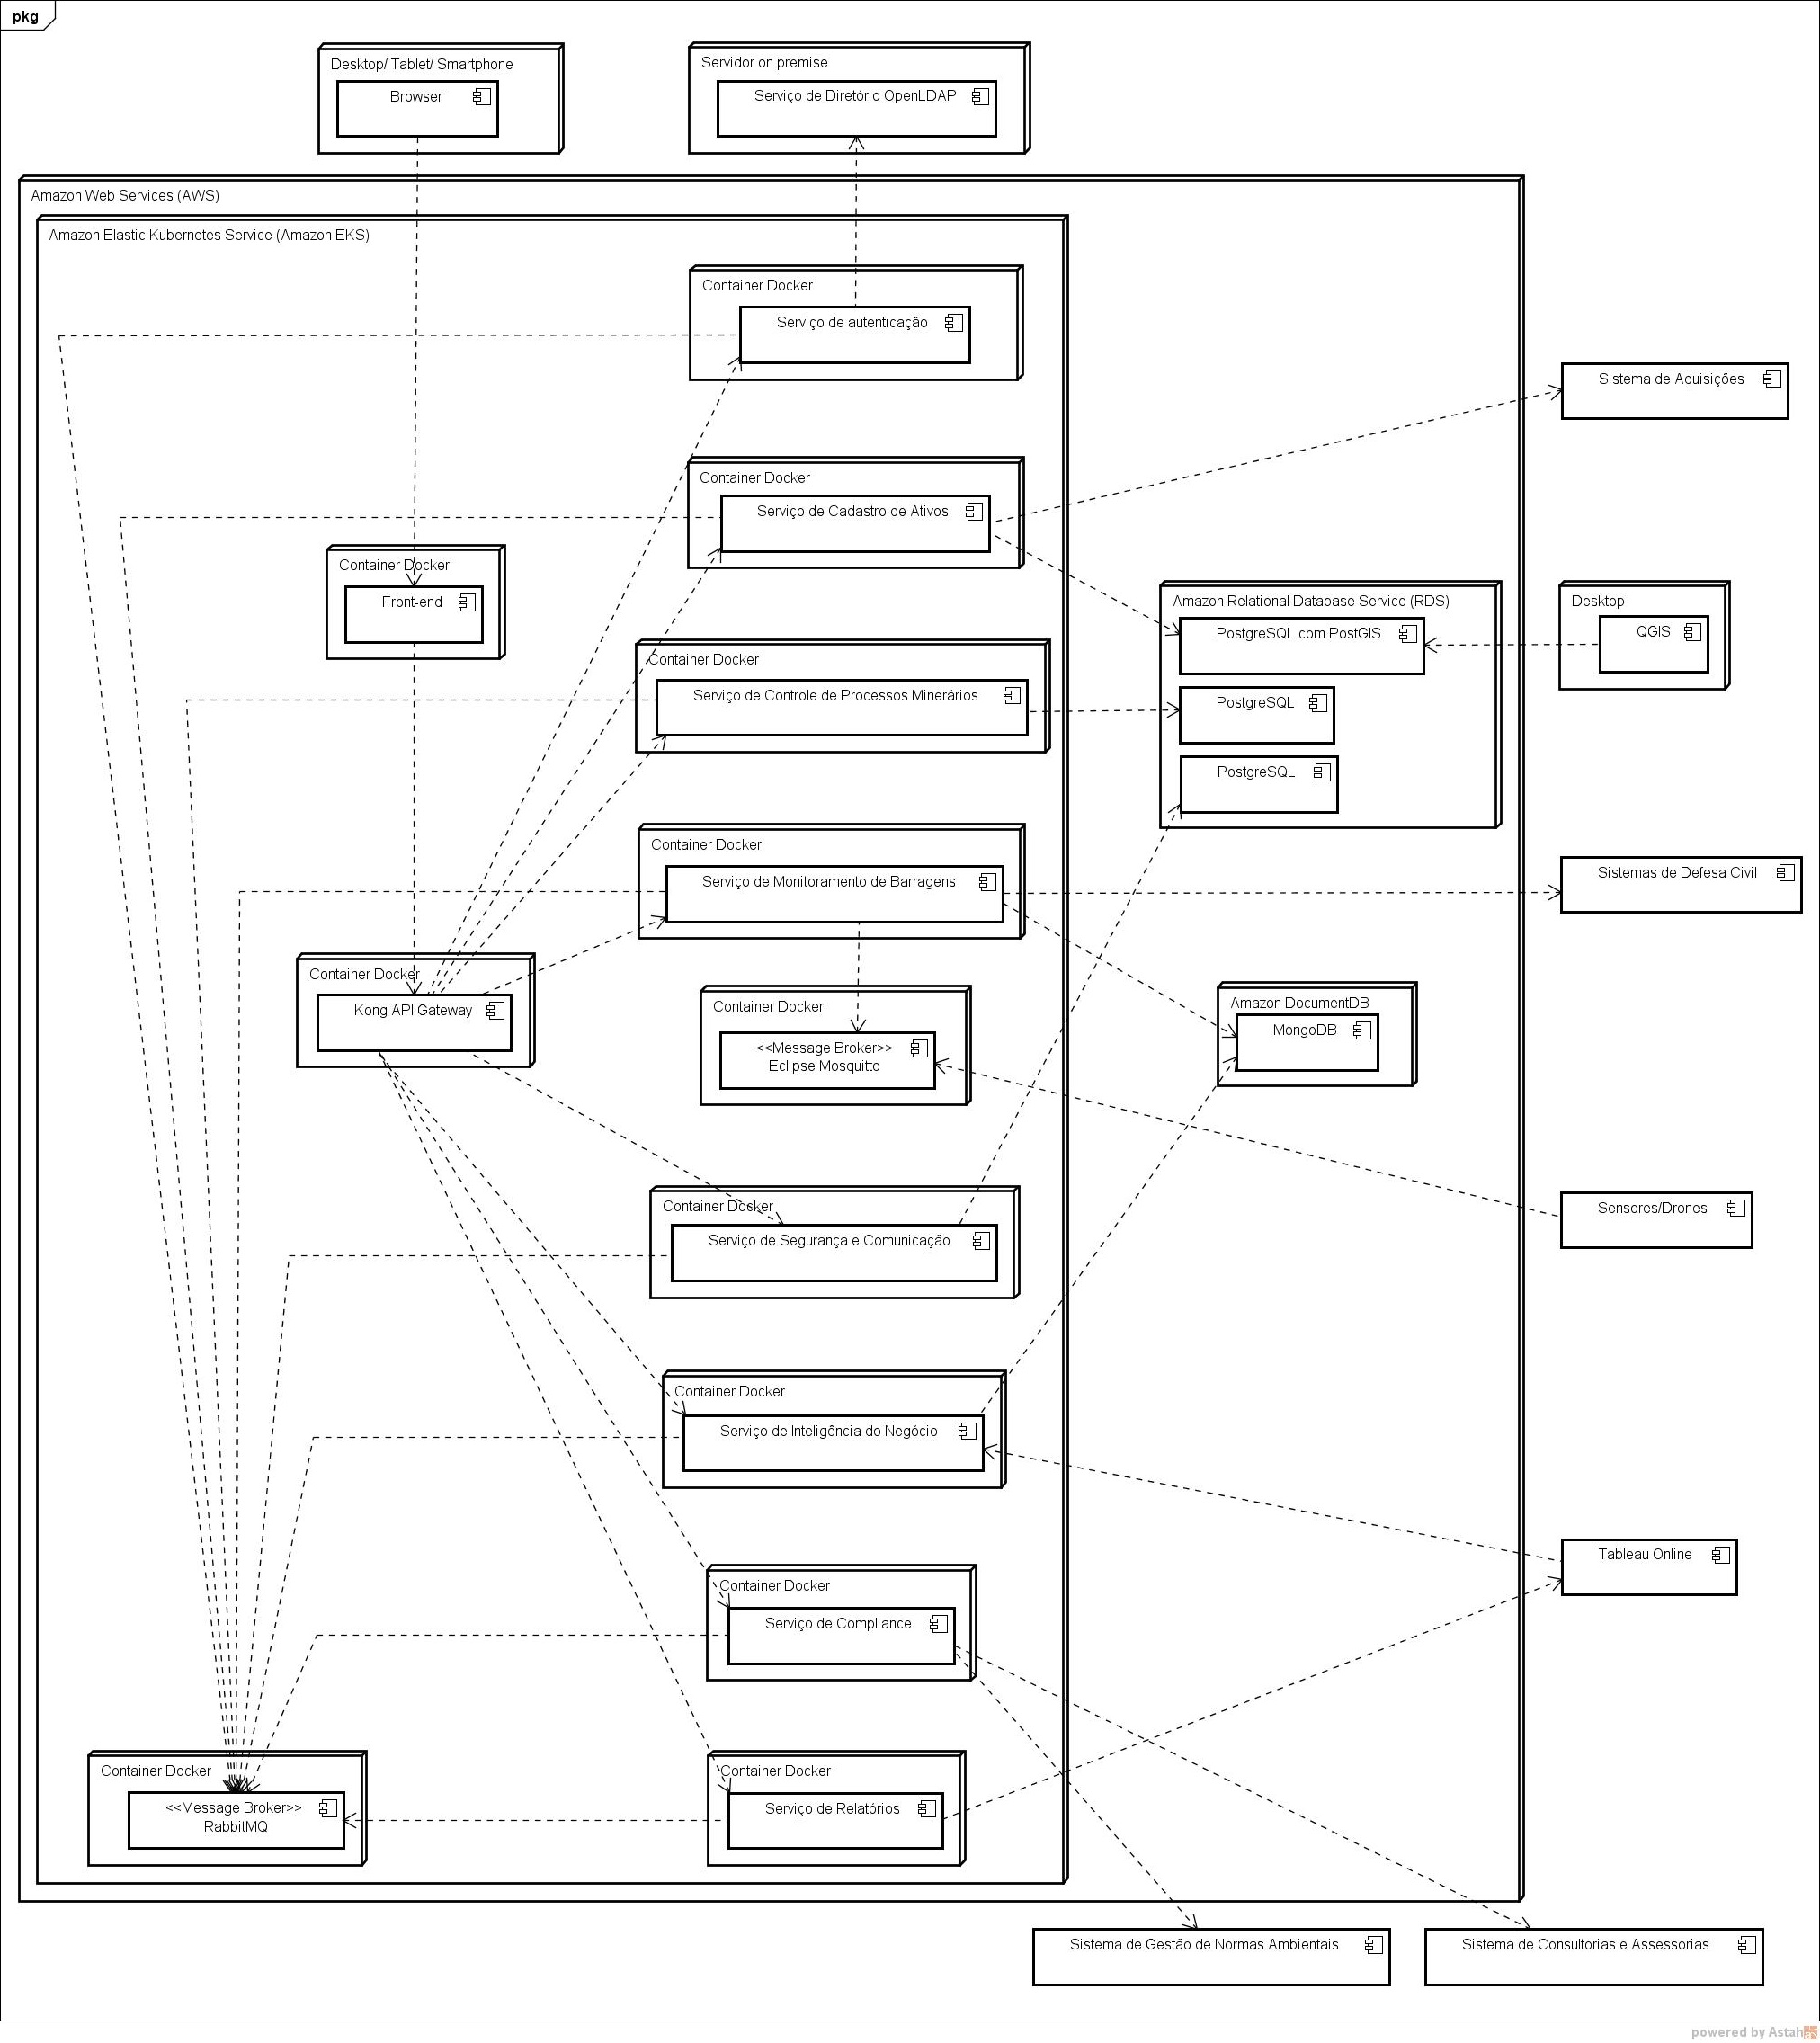 pkg
Desktop/ Tablet/ Smartphone
Browser
Servidor on premise
Serviço de Diretório OpenLDAP
Amazon Web Services (AWS)
Amazon Elastic Kubernetes Service (Amazon EKS)
Container Docker
Serviço de autenticação
Sistema de Aquisições
Container Docker
Serviço de Cadastro de Ativos
Container Docker
Front-end
Amazon Relational Database Service (RDS)
PostgreSQL com PostGIS
PostgreSQL
PostgreSQL
Desktop
QGIS
Container Docker
Serviço de Controle de Processos Minerários
Container Docker
Serviço de Monitoramento de Barragens
Sistemas de Defesa Civil
Container Docker
Kong API Gateway
Container Docker
<<Message Broker>>
Eclipse Mosquitto
Amazon DocumentDB
MongoDB
Container Docker
Serviço de Segurança e Comunicação
Sensores/Drones
Container Docker
Serviço de Inteligência do Negócio
Tableau Online
Container Docker
Serviço de Compliance
Container Docker
<<Message Broker>>
RabbitMQ
Container Docker
Serviço de Relatórios
Sistema de Gestão de Normas Ambientais
Sistema de Consultorias e Assessorias
powered by Astah